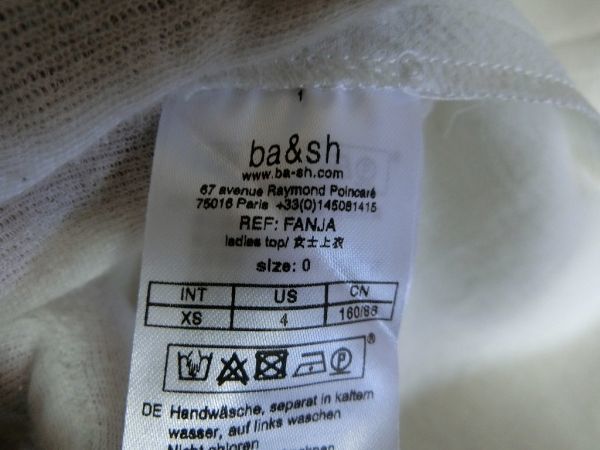 ba&sh
www.ba-sh.com
67 avenue Raymond Poincaré
75016 Paris +33(0)145081415
REF: FANJA
ladies top/ 女士上衣
size: 0
INT US CN
XS 4 160/88
DE Handwäsche, separat in kaltem
wasser, auf links waschen
Nicht chloren